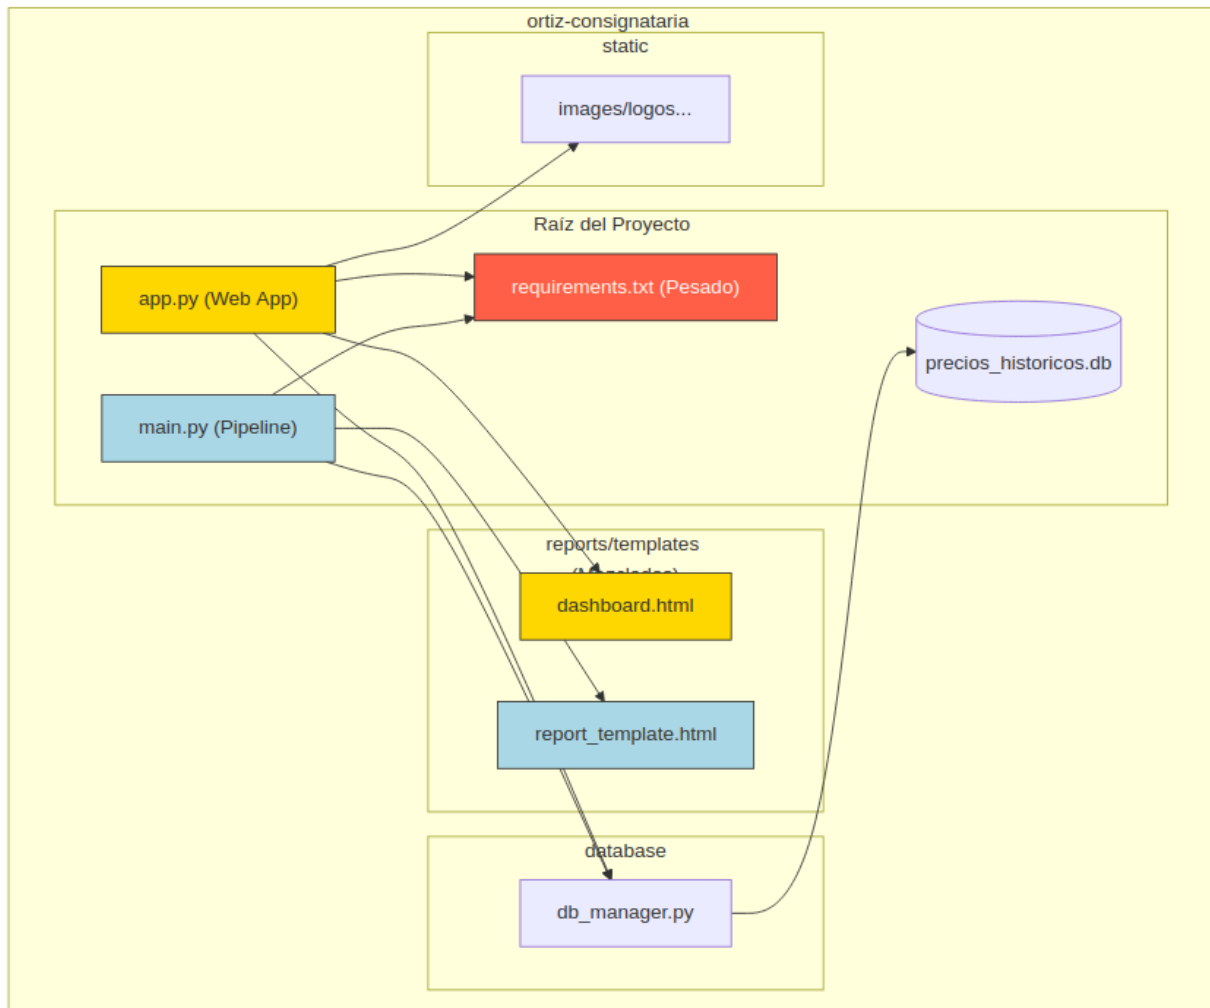 ortiz-consignataria
static
images/logos...
Raíz del Proyecto
app.py (Web App)
requirements.txt (Pesado)
precios_historicos.db
main.py (Pipeline)
reports/templates
(Mezclados)
dashboard.html
report_template.html
database
db_manager.py